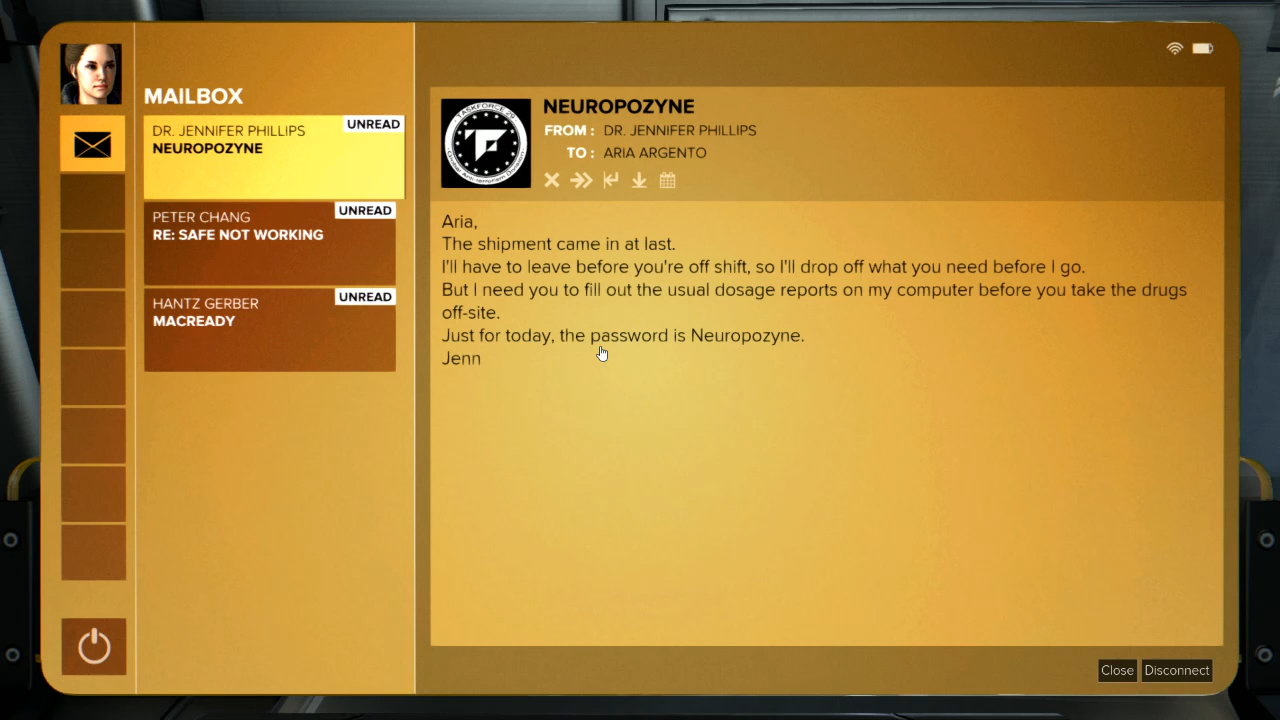 MAILBOX
DR. JENNIFER PHILLIPS
UNREAD
NEUROPOZYNE
PETER CHANG
UNREAD
RE: SAFE NOT WORKING
HANTZ GERBER
UNREAD
MACREADY
TASKFORCE 29
NEUROPOZYNE
FROM : DR. JENNIFER PHILLIPS
TO : ARIA ARGENTO
Aria,
The shipment came in at last.
I'll have to leave before you're off shift, so I'll drop off what you need before I go.
But I need you to fill out the usual dosage reports on my computer before you take the drugs
off-site.
Just for today, the password is Neuropozyne.
Jenn
Close
Disconnect